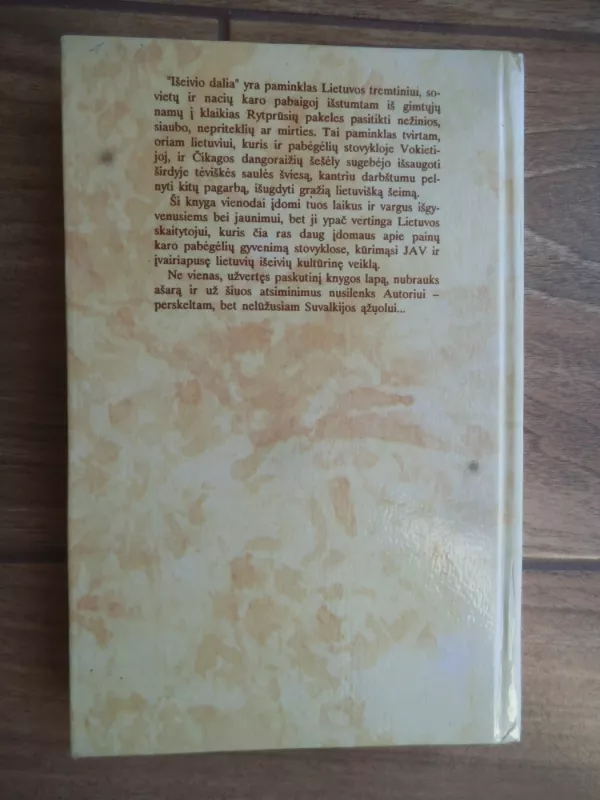 "Išeivio dalia" yra paminklas Lietuvos tremtiniui, so-
vietų ir nacių karo pabaigoj išstumtam iš gimtųjų
namų į klaikias Rytprūsių pakeles pasitikti nežinios,
siaubo, nepriteklių ar mirties. Tai paminklas tvirtam,
oriam lietuviui, kuris ir pabėgėlių stovykloje Vokieti-
joj, ir Čikagos dangoraižių šešėly sugebėjo išsaugoti
širdyje tėviškės saulės šviesą, kantriu darbštumu pel-
nyti kitų pagarbą, išugdyti gražią lietuvišką šeimą.
Ši knyga vienodai įdomi tuos laikus ir vargus išgy-
venusiems bei jaunimui, bet ji ypač vertinga Lietuvos
skaitytojui, kuris čia ras daug įdomaus apie painų
karo pabėgėlių gyvenimą stovyklose, kūrimąsi JAV ir
įvairiapusę lietuvių išeivių kultūrinę veiklą.
Ne vienas, užvertęs paskutinį knygos lapą, nubrauks
ašarą ir už šiuos atsiminimus nusilenks Autoriui –
perskeltam, bet nelūžusiam Suvalkijos ąžuolui...